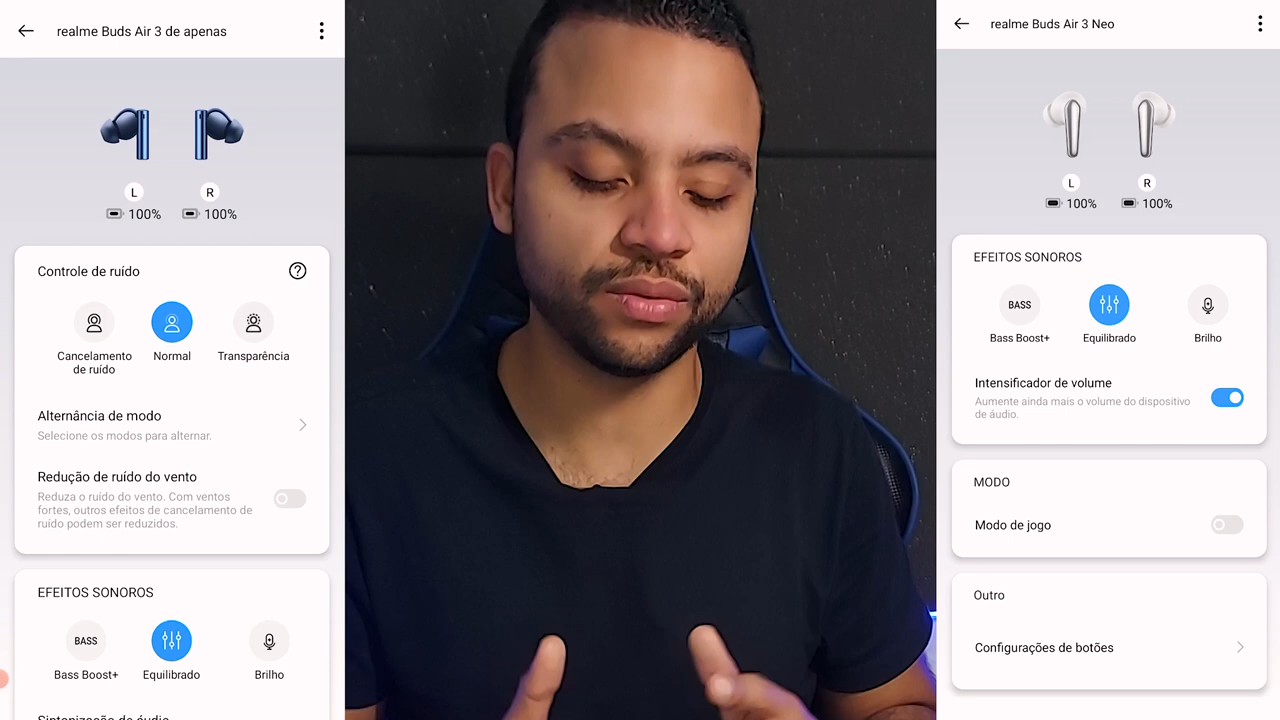 realme Buds Air 3 de apenas
L
R
100%
100%
Controle de ruído
Cancelamento
de ruído
Normal
Transparência
Alternância de modo
Selecione os modos para alternar.
Redução de ruído do vento
Reduza o ruído do vento. Com ventos
fortes, outros efeitos de cancelamento de
ruído podem ser reduzidos.
EFEITOS SONOROS
BASS
Bass Boost+
Equilibrado
Brilho
Sintonização de áudio
realme Buds Air 3 Neo
L
R
100%
100%
EFEITOS SONOROS
BASS
Bass Boost+
Equilibrado
Brilho
Intensificador de volume
Aumente ainda mais o volume do dispositivo
de áudio.
MODO
Modo de jogo
Outro
Configurações de botões